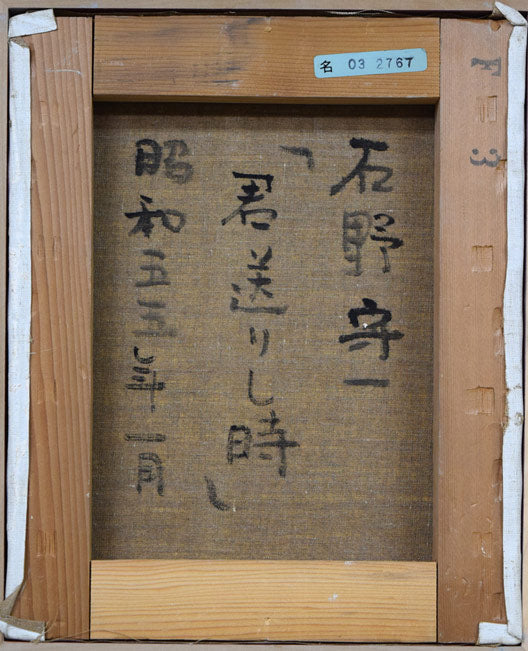 名 03 2767
F 3
石野守一
「君送りし時」
昭和五五年一月